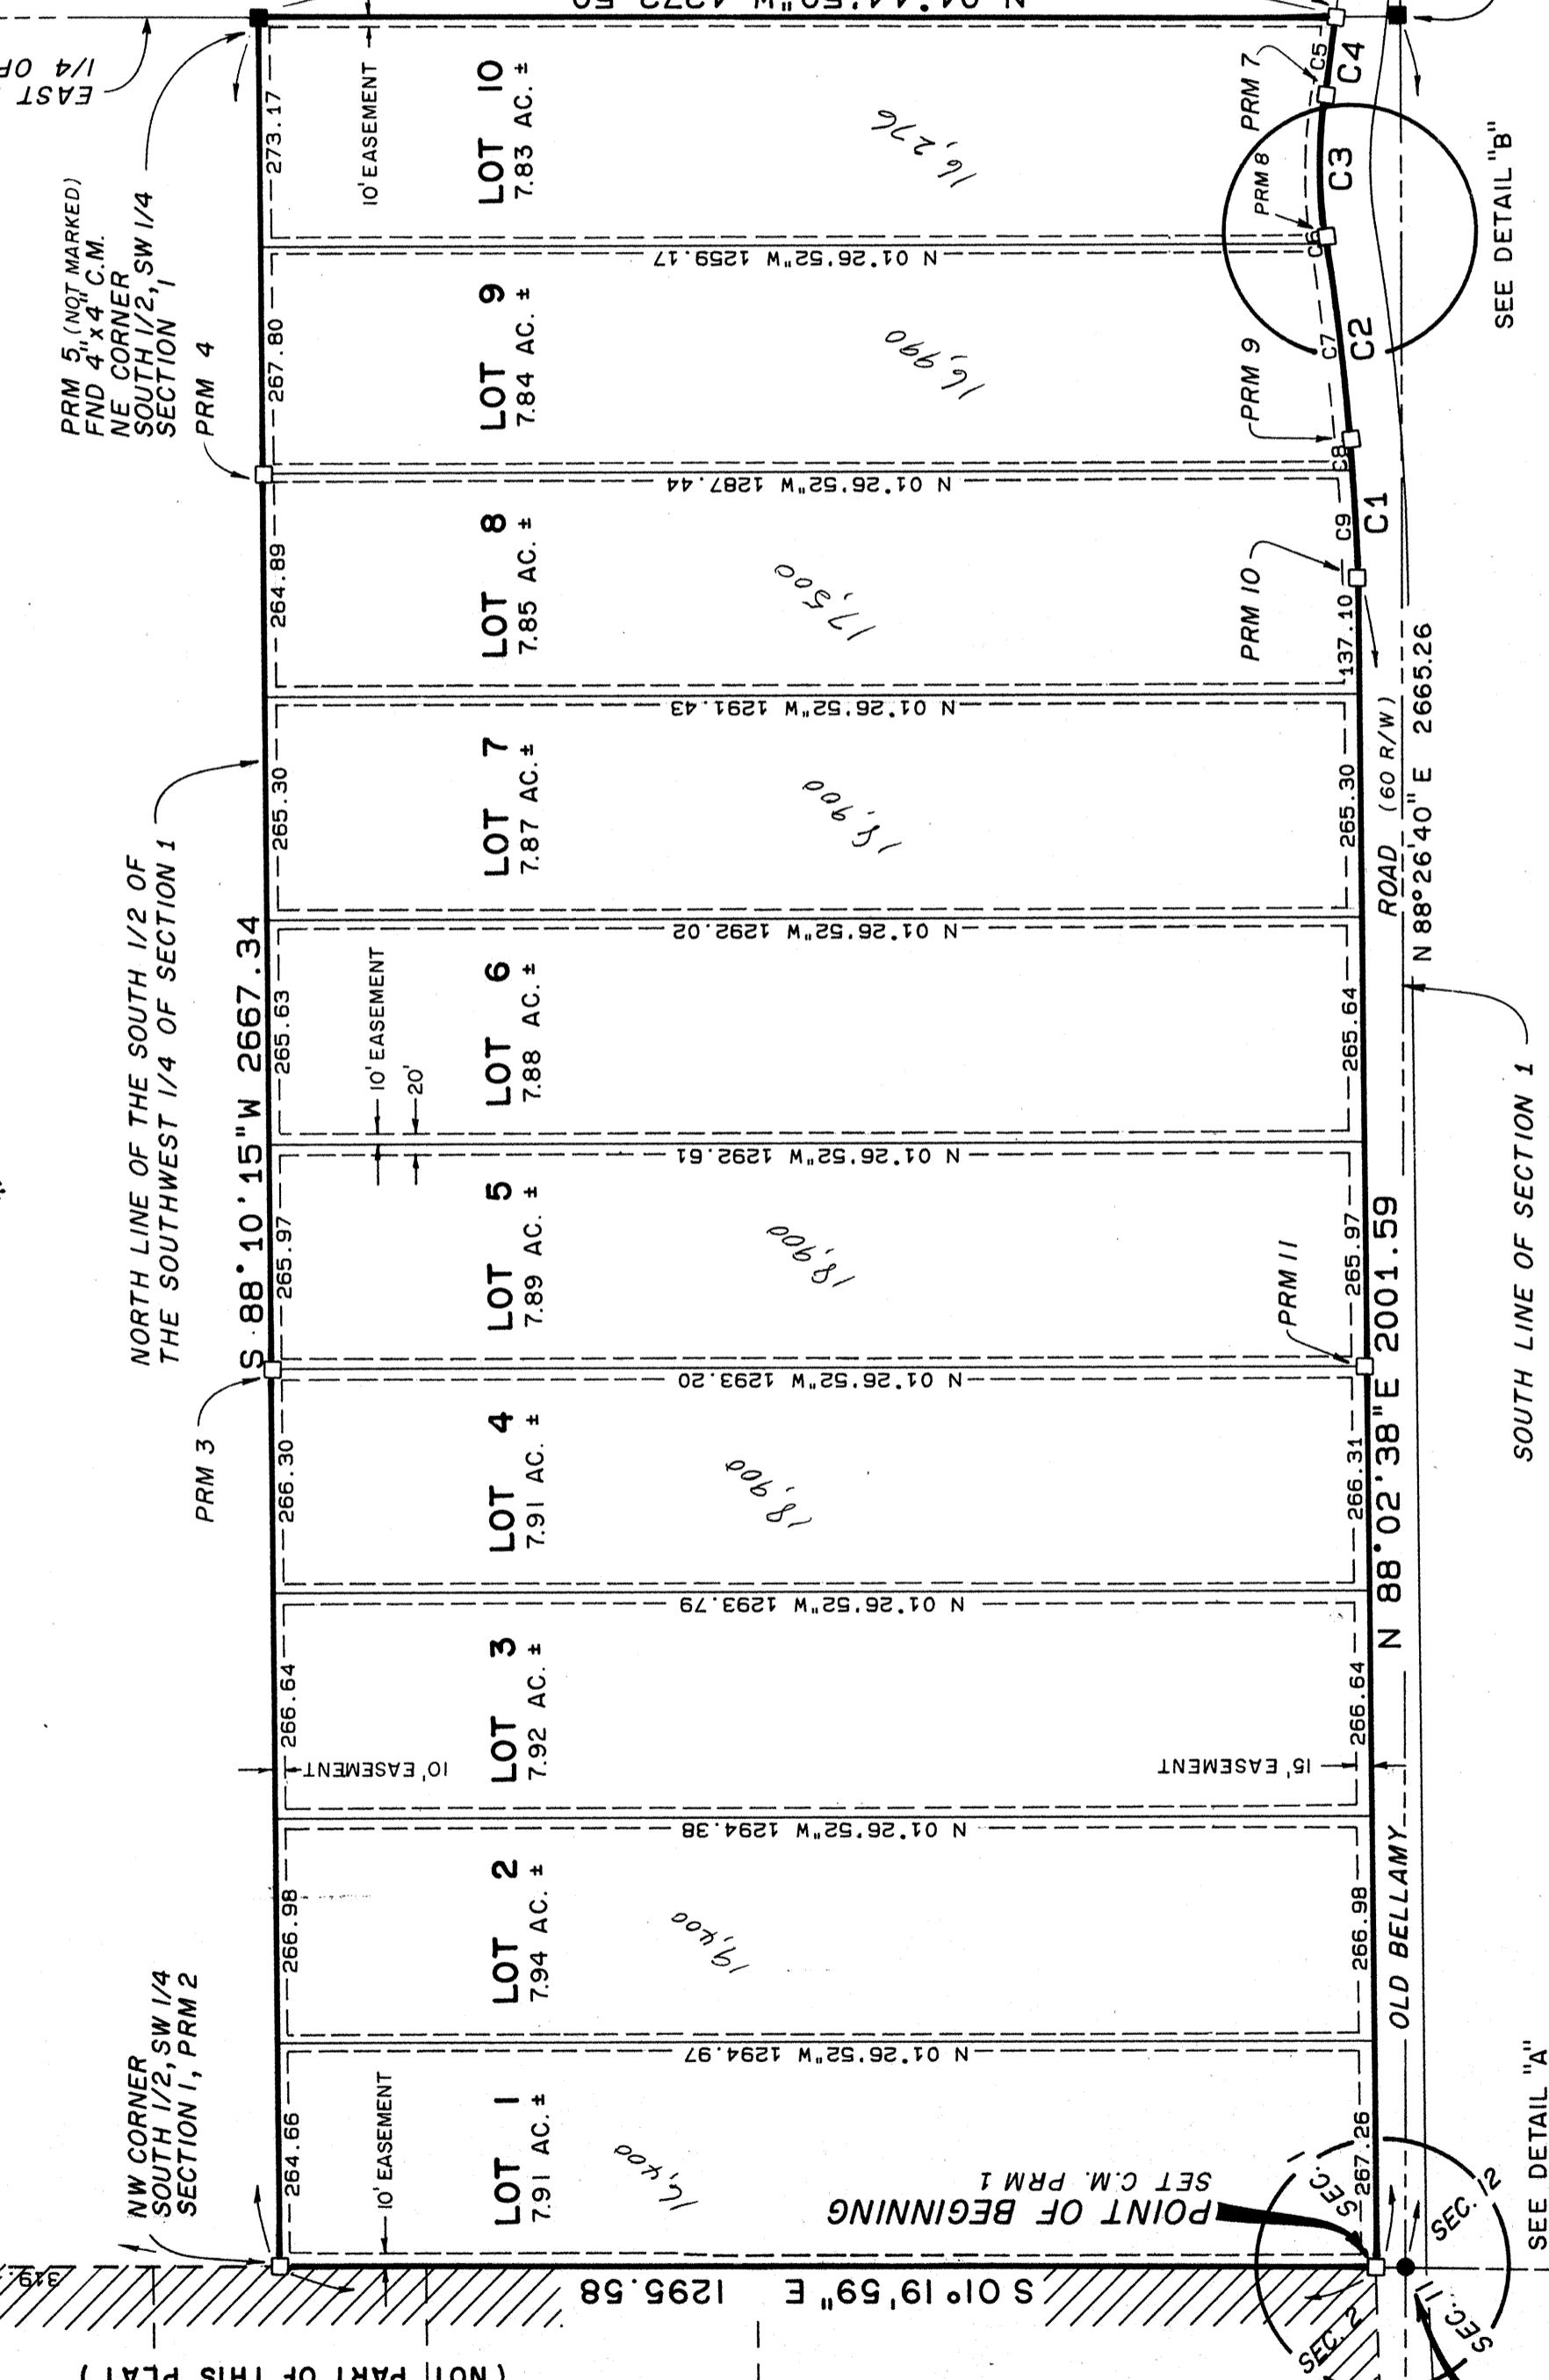 EAST
1/4 OF
PRM 5 (NOT MARKED)
FND 4"x4" C.M.
NE CORNER
SOUTH 1/2, SW 1/4
SECTION 1
PRM 4
NORTH LINE OF THE SOUTH 1/2 OF
THE SOUTHWEST 1/4 OF SECTION 1
S 88°10'15"W 2667.34
PRM 3
NW CORNER
SOUTH 1/2, SW 1/4
SECTION 1, PRM 2
319.
(NOT PART OF THIS PLAT)
S 01°19'59" E 1295.58
264.66
10' EASEMENT
LOT 1
7.91 AC. ±
16,400
267.26
N 01°26'52"W 1294.97
266.98
LOT 2
7.94 AC. ±
19,400
266.98
N 01°26'52"W 1294.38
266.64
10' EASEMENT
LOT 3
7.92 AC. ±
15' EASEMENT
266.64
N 01°26'52"W 1293.79
266.30
LOT 4
7.91 AC. ±
18,900
266.31
N 01°26'52"W 1293.20
265.97
LOT 5
7.89 AC. ±
18,900
PRM 11
265.97
N 01°26'52"W 1292.61
265.63
10' EASEMENT
20'
LOT 6
7.88 AC. ±
265.64
N 01°26'52"W 1292.02
265.30
LOT 7
7.87 AC. ±
18,900
265.30
N 01°26'52"W 1291.43
264.89
LOT 8
7.85 AC. ±
17,500
PRM 10
137.10
C9
C1
N 01°26'52"W 1287.44
267.80
LOT 9
7.84 AC. ±
16,990
PRM 9
C8
C7
C2
N 01°26'52"W 1259.17
273.17
10' EASEMENT
LOT 10
7.83 AC. ±
16,276
PRM 8
PRM 7
C6
C3
C5
C4
POINT OF BEGINNING
SET C.M. PRM 1
SEC. 1
SEC. 2
SEC. 11
SEC. 12
SEE DETAIL "A"
N 88°02'38"E 2001.59
OLD BELLAMY ROAD (60 R/W)
N 88°26'40"E 2665.26
SOUTH LINE OF SECTION 1
SEE DETAIL "B"